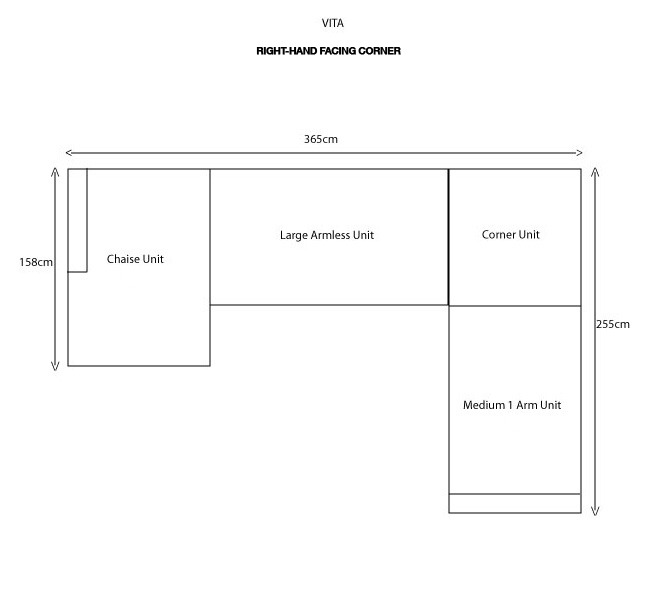 VITA
RIGHT-HAND FACING CORNER
365cm
158cm
Chaise Unit
Large Armless Unit
Corner Unit
255cm
Medium 1 Arm Unit